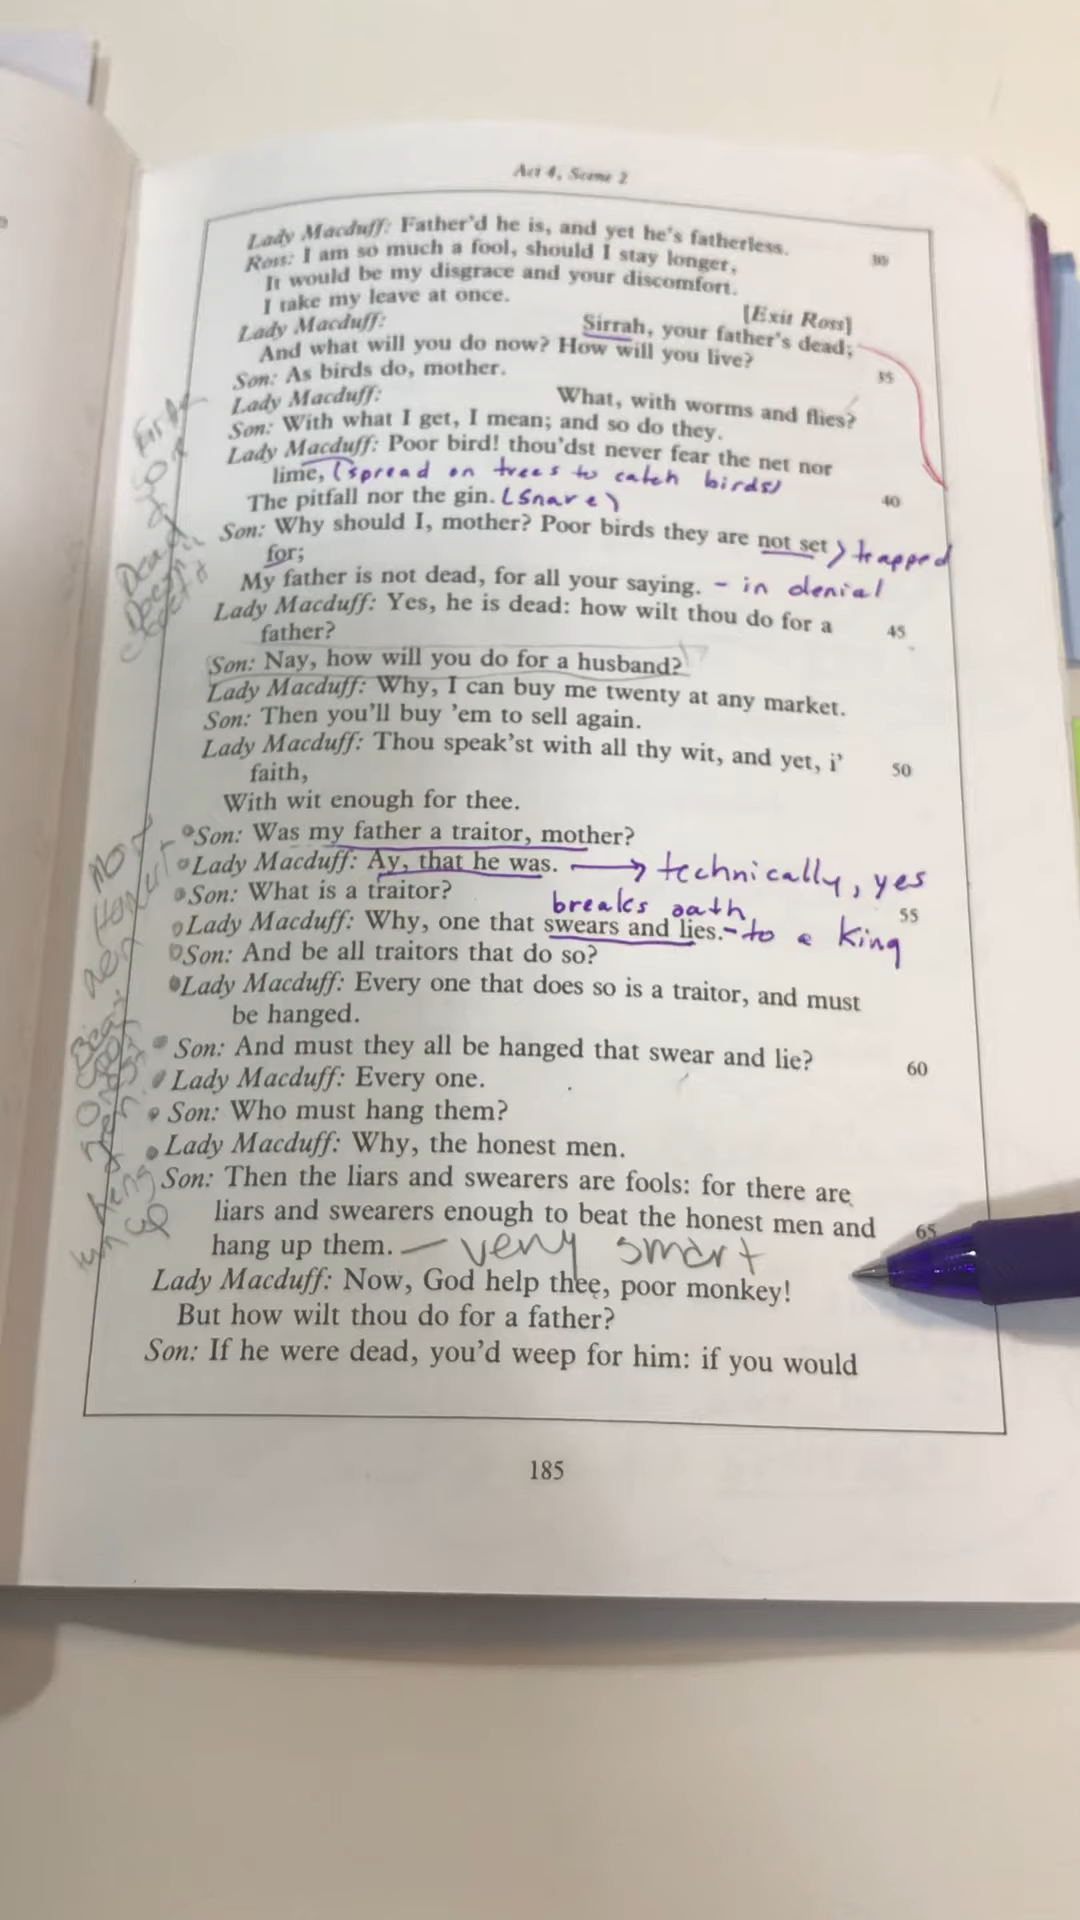 Act 4, Scene 2
Lady Macduff: Father'd he is, and yet he's fatherless.
30
Ross: I am so much a fool, should I stay longer,
It would be my disgrace and your discomfort.
I take my leave at once.
[Exit Ross]
Lady Macduff: Sirrah, your father's dead;
And what will you do now? How will you live?
Son: As birds do, mother.
35
Lady Macduff: What, with worms and flies?
Son: With what I get, I mean; and so do they.
Lady Macduff: Poor bird! thou'dst never fear the net nor
lime, (spread on trees to catch birds)
The pitfall nor the gin. (snare)
40
Son: Why should I, mother? Poor birds they are not set } trapped
for;
My father is not dead, for all your saying. - in denial
Lady Macduff: Yes, he is dead: how wilt thou do for a
45
father?
Son: Nay, how will you do for a husband?
Lady Macduff: Why, I can buy me twenty at any market.
Son: Then you'll buy 'em to sell again.
Lady Macduff: Thou speak'st with all thy wit, and yet, i'
50
faith,
With wit enough for thee.
Son: Was my father a traitor, mother?
Lady Macduff: Ay, that he was. → technically, yes
Son: What is a traitor?
breaks oath
55
Lady Macduff: Why, one that swears and lies. - to a king
Son: And be all traitors that do so?
Lady Macduff: Every one that does so is a traitor, and must
be hanged.
Son: And must they all be hanged that swear and lie?
60
Lady Macduff: Every one.
Son: Who must hang them?
Lady Macduff: Why, the honest men.
Son: Then the liars and swearers are fools: for there are
liars and swearers enough to beat the honest men and
65
hang up them. — very smart
Lady Macduff: Now, God help thee, poor monkey!
But how wilt thou do for a father?
Son: If he were dead, you'd weep for him: if you would
185